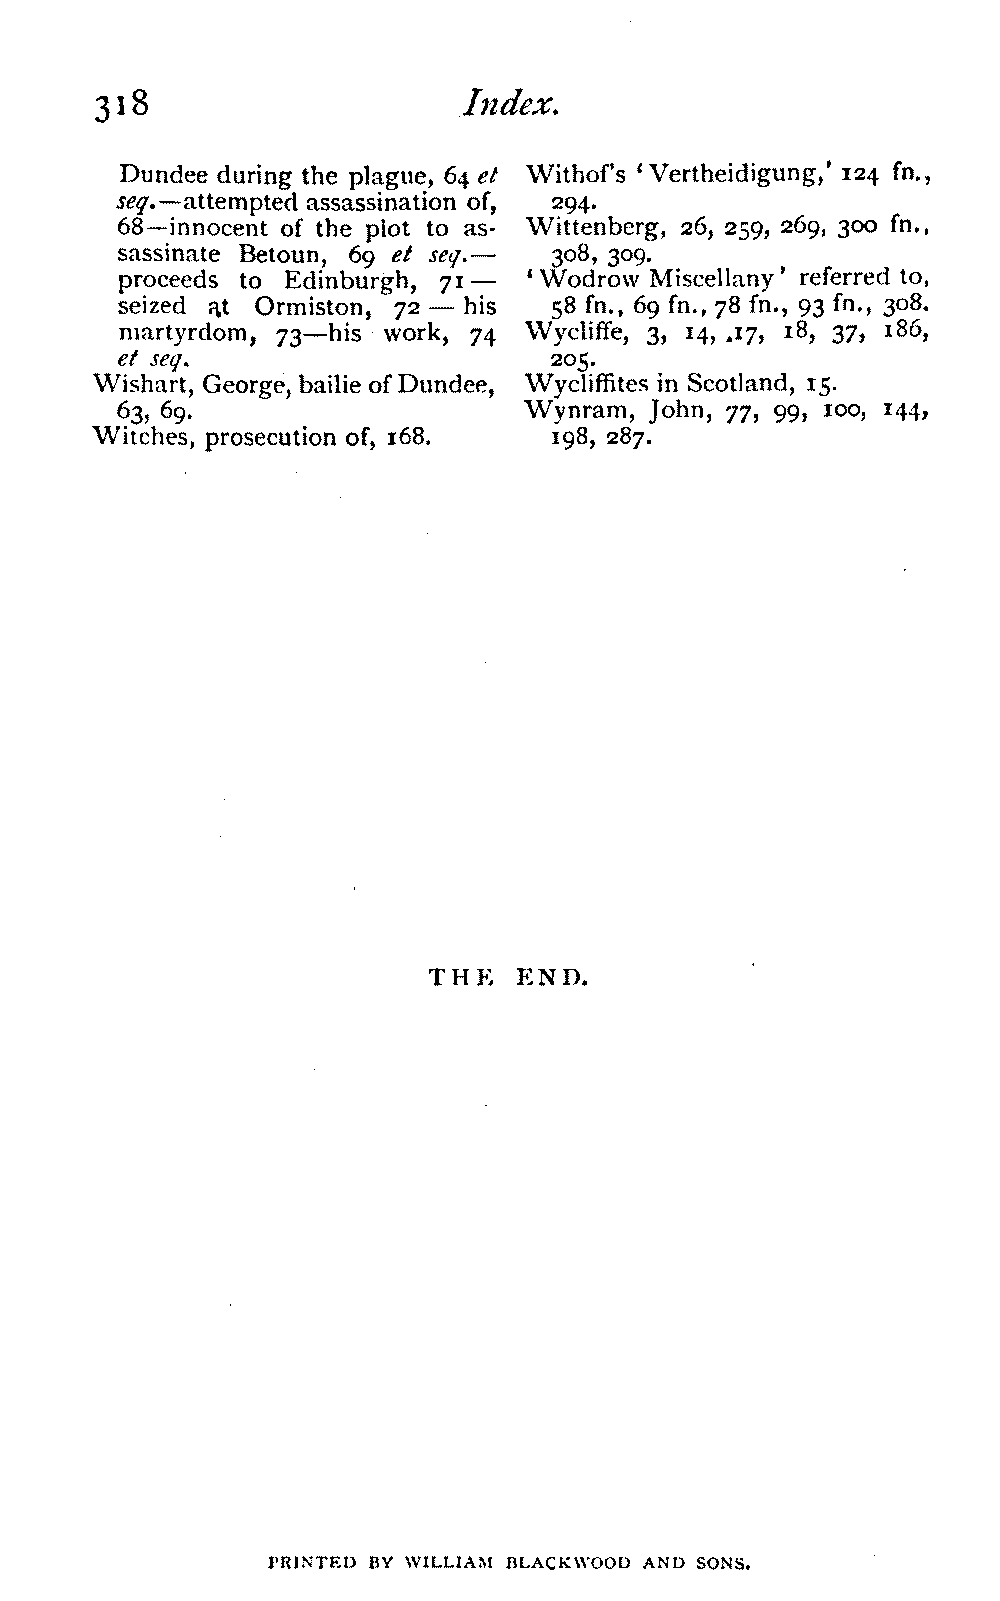 318 Index.
Dundee during the plague, 64 et
seq.—attempted assassination of,
68—innocent of the plot to as-
sassinate Betoun, 69 et seq.—
proceeds to Edinburgh, 71—
seized at Ormiston, 72—his
martyrdom, 73—his work, 74
et seq.
Wishart, George, bailie of Dundee,
63, 69.
Witches, prosecution of, 168.
Withof's 'Vertheidigung,' 124 fn.,
294.
Wittenberg, 26, 259, 269, 300 fn.,
308, 309.
'Wodrow Miscellany' referred to,
58 fn., 69 fn., 78 fn., 93 fn., 308.
Wycliffe, 3, 14, 17, 18, 37, 186,
205.
Wycliffites in Scotland, 15.
Wynram, John, 77, 99, 100, 144,
198, 287.
THE END.
PRINTED BY WILLIAM BLACKWOOD AND SONS.